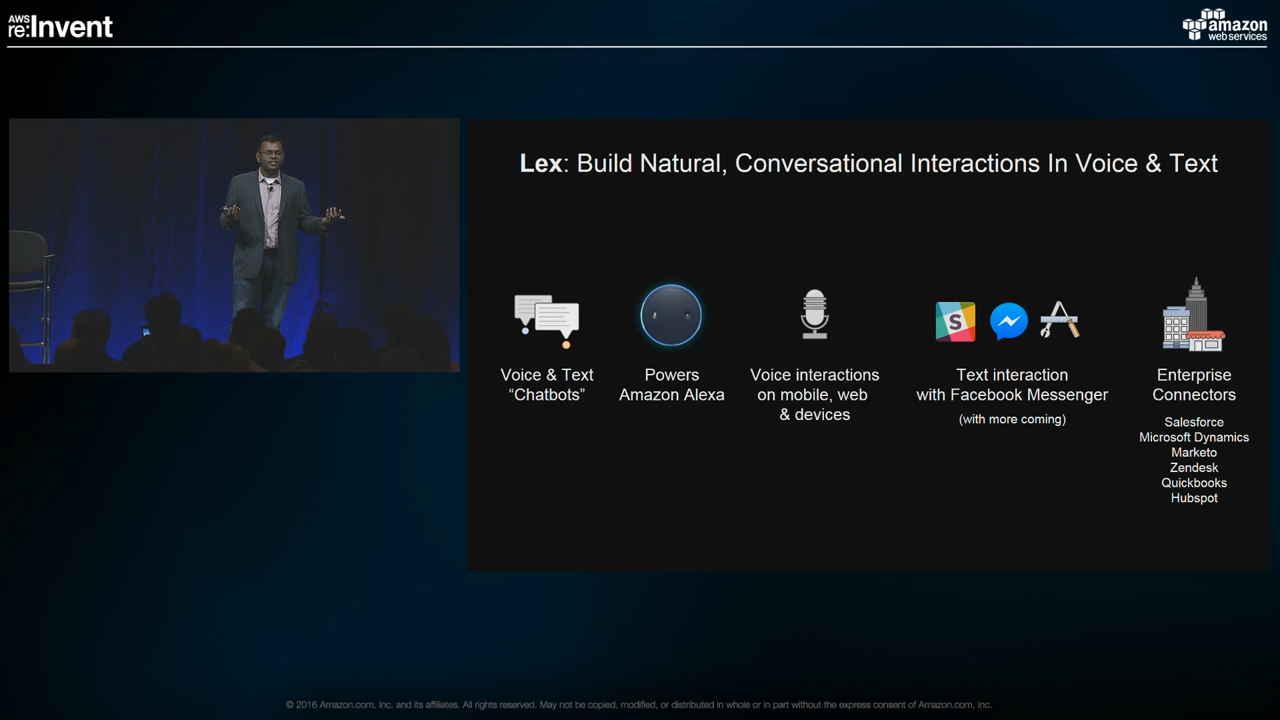 AWS
re:Invent
amazon
webservices
Lex: Build Natural, Conversational Interactions In Voice & Text
Voice & Text
“Chatbots”
Powers
Amazon Alexa
Voice interactions
on mobile, web
& devices
S
Text interaction
with Facebook Messenger
(with more coming)
Enterprise
Connectors
Salesforce
Microsoft Dynamics
Marketo
Zendesk
Quickbooks
Hubspot
© 2016 Amazon.com, Inc. and its affiliates. All rights reserved. May not be copied, modified, or distributed in whole or in part without the express consent of Amazon.com, Inc.